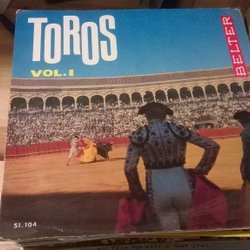 TOROS
VOL. I
BELTER
51.104